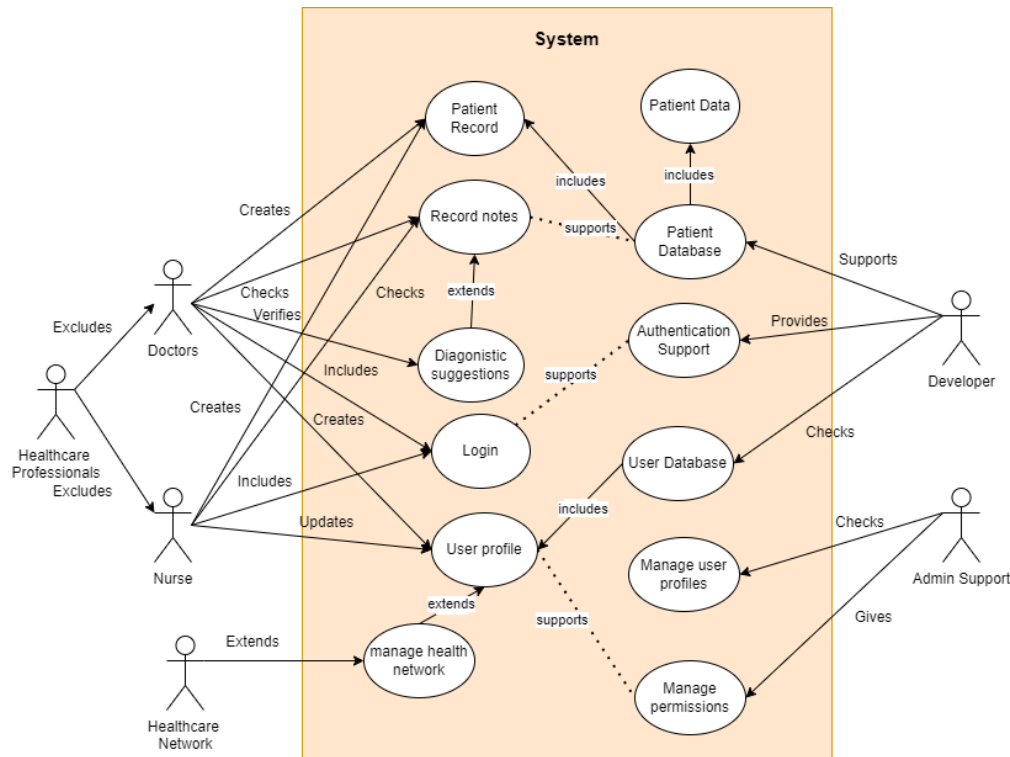 System
Patient
Record
Patient Data
includes
includes
Creates
Record notes
supports
Patient
Database
Supports
Checks
Checks
extends
Verifies
Provides
Excludes
Doctors
Authentication
Support
Diagonistic
suggestions
Includes
supports
Developer
Creates
Creates
Checks
Healthcare
Professionals
Login
User Database
Excludes
Includes
Updates
includes
Checks
User profile
Nurse
Manage user
profiles
Admin Support
extends
supports
Gives
Extends
manage health
network
Manage
permissions
Healthcare
Network